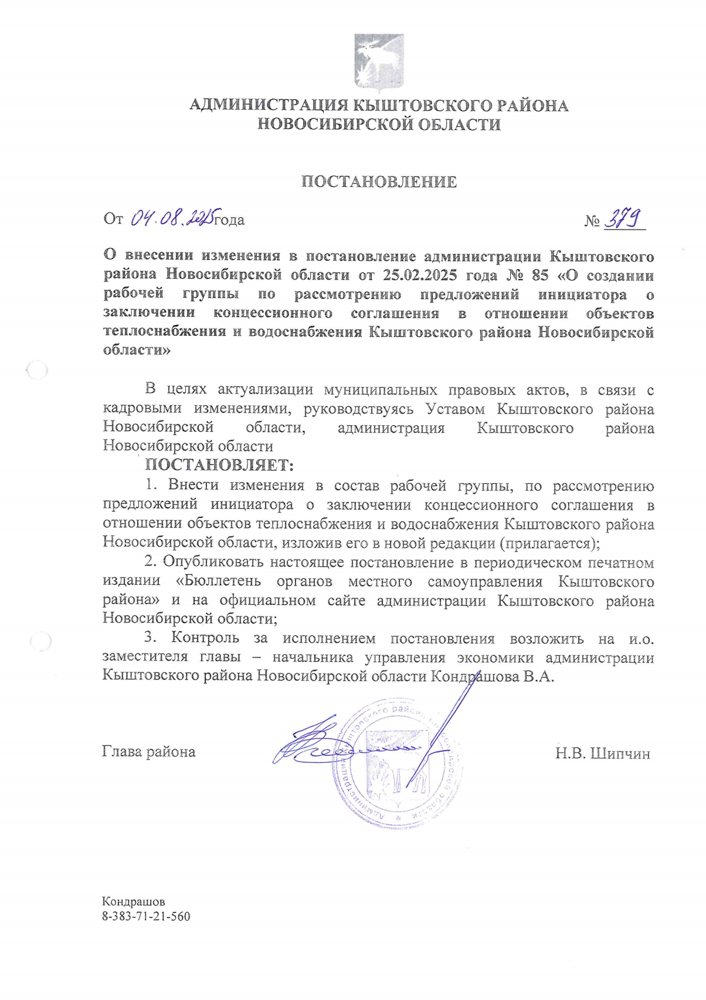 АДМИНИСТРАЦИЯ КЫШТОВСКОГО РАЙОНА
НОВОСИБИРСКОЙ ОБЛАСТИ
ПОСТАНОВЛЕНИЕ
От 04.08.2025 года № 379
О внесении изменения в постановление администрации Кыштовского
района Новосибирской области от 25.02.2025 года № 85 «О создании
рабочей группы по рассмотрению предложений инициатора о
заключении концессионного соглашения в отношении объектов
теплоснабжения и водоснабжения Кыштовского района Новосибирской
области»
В целях актуализации муниципальных правовых актов, в связи с
кадровыми изменениями, руководствуясь Уставом Кыштовского района
Новосибирской области, администрация Кыштовского района
Новосибирской области
ПОСТАНОВЛЯЕТ:
1. Внести изменения в состав рабочей группы, по рассмотрению
предложений инициатора о заключении концессионного соглашения в
отношении объектов теплоснабжения и водоснабжения Кыштовского района
Новосибирской области, изложив его в новой редакции (прилагается);
2. Опубликовать настоящее постановление в периодическом печатном
издании «Бюллетень органов местного самоуправления Кыштовского
района» и на официальном сайте администрации Кыштовского района
Новосибирской области;
3. Контроль за исполнением постановления возложить на и.о.
заместителя главы – начальника управления экономики администрации
Кыштовского района Новосибирской области Кондрашова В.А.
Администрация Кыштовского района Новосибирской области *
Глава района Н.В. Шипчин
Кондрашов
8-383-71-21-560